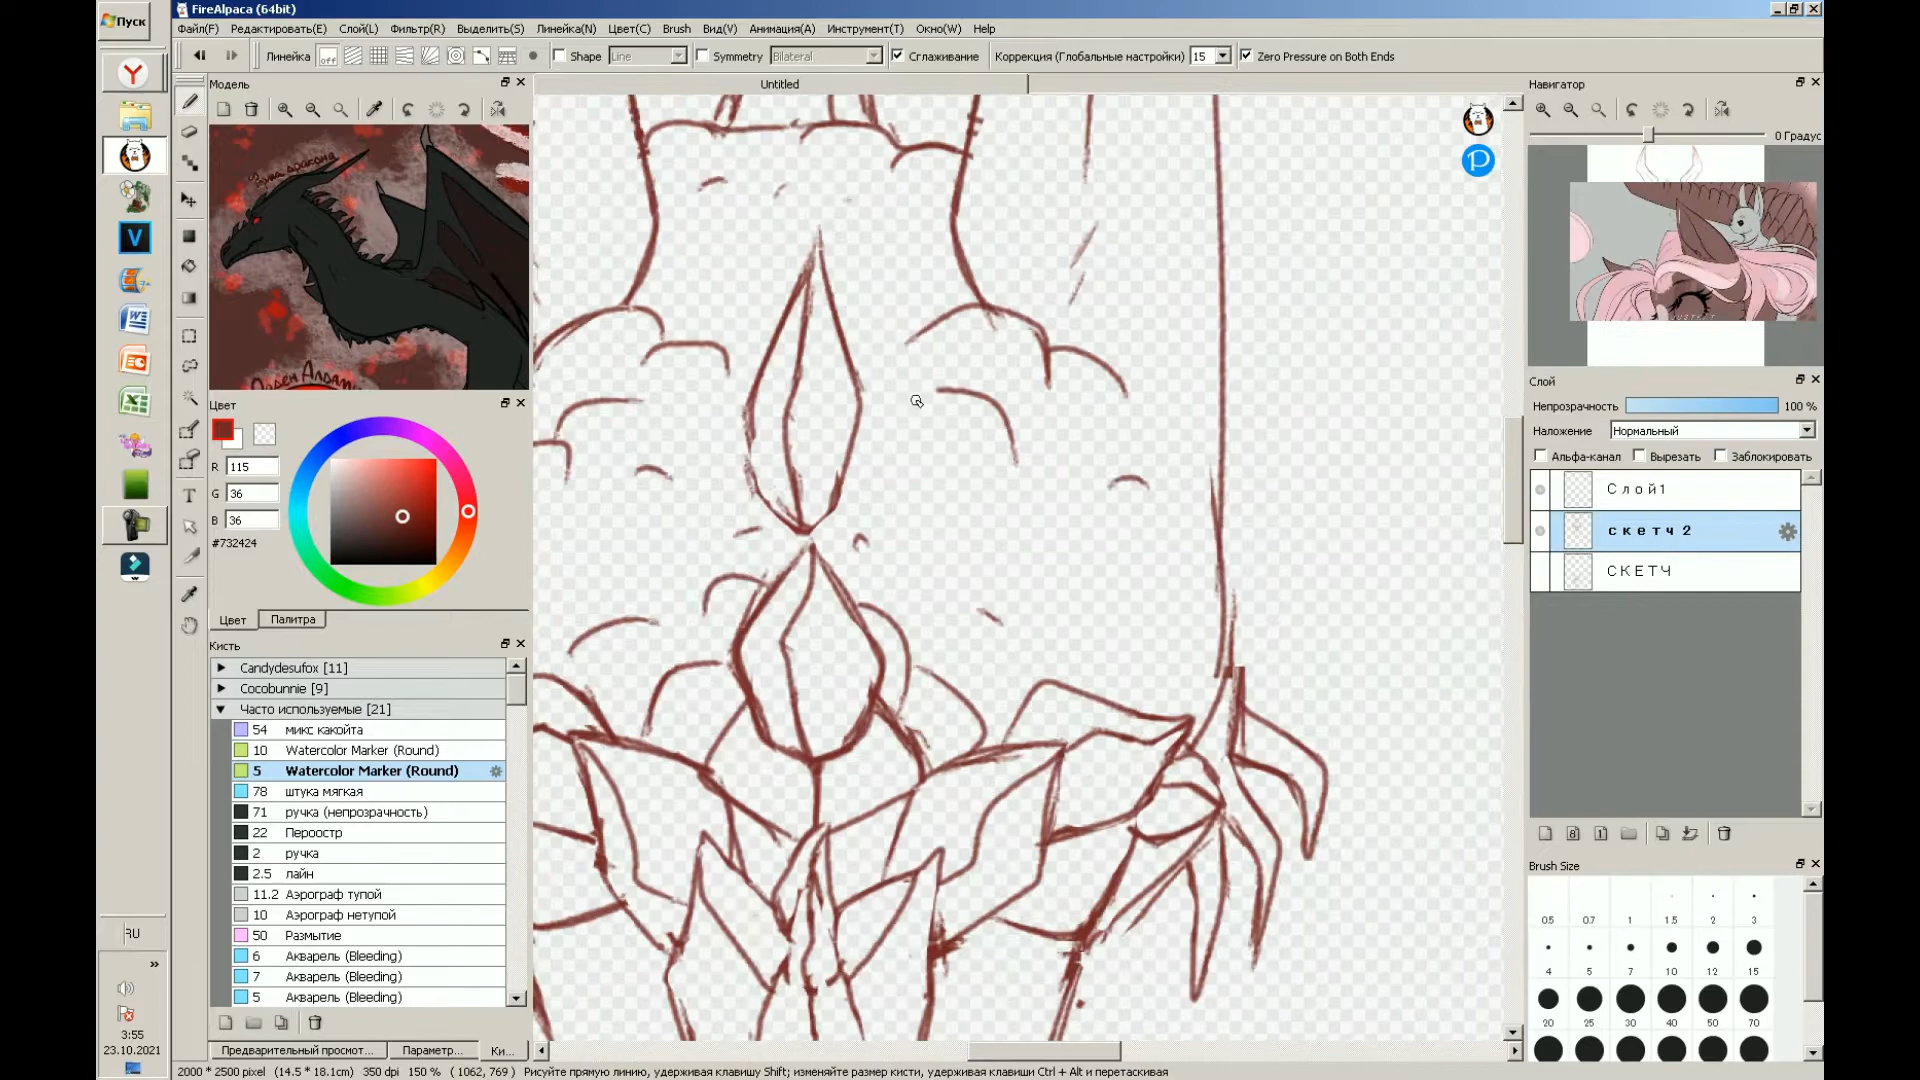 Пуск
FireAlpaca (64bit)
Файл(F) Редактировать(E) Слой(L) Фильтр(R) Выделить(S) Линейка(N) Цвет(C) Brush Вид(V) Анимация(A) Инструмент(T) Окно(W) Help
Линейка off Shape Line Symmetry Bilateral Сглаживание Коррекция (Глобальные настройки) 15 Zero Pressure on Both Ends
Модель
Untitled
Навигатор
0 Градус
Цвет
R 115
G 36
B 36
#732424
Цвет Палитра
Кисть
Candydesufox [11]
Cocobunnie [9]
Часто используемые [21]
54 микс какойта
10 Watercolor Marker (Round)
5 Watercolor Marker (Round)
78 штука мягкая
71 ручка (непрозрачность)
22 Пероостр
2 ручка
2.5 лайн
11.2 Аэрограф тупой
10 Аэрограф нетупой
50 Размытие
6 Акварель (Bleeding)
7 Акварель (Bleeding)
5 Акварель (Bleeding)
Предварительный просмот... Параметр... Ки...
Слой
Непрозрачность 100 %
Наложение Нормальный
Альфа-канал Вырезать Заблокировать
Слой1
скетч 2
СКЕТЧ
Brush Size
0.5 0.7 1 1.5 2 3
4 5 7 10 12 15
20 25 30 40 50 70
RU
3:55
23.10.2021
2000 * 2500 pixel (14.5 * 18.1cm) 350 dpi 150 % ( 1062, 769 ) Рисуйте прямую линию, удерживая клавишу Shift; изменяйте размер кисти, удерживая клавиши Ctrl + Alt и перетаскивая